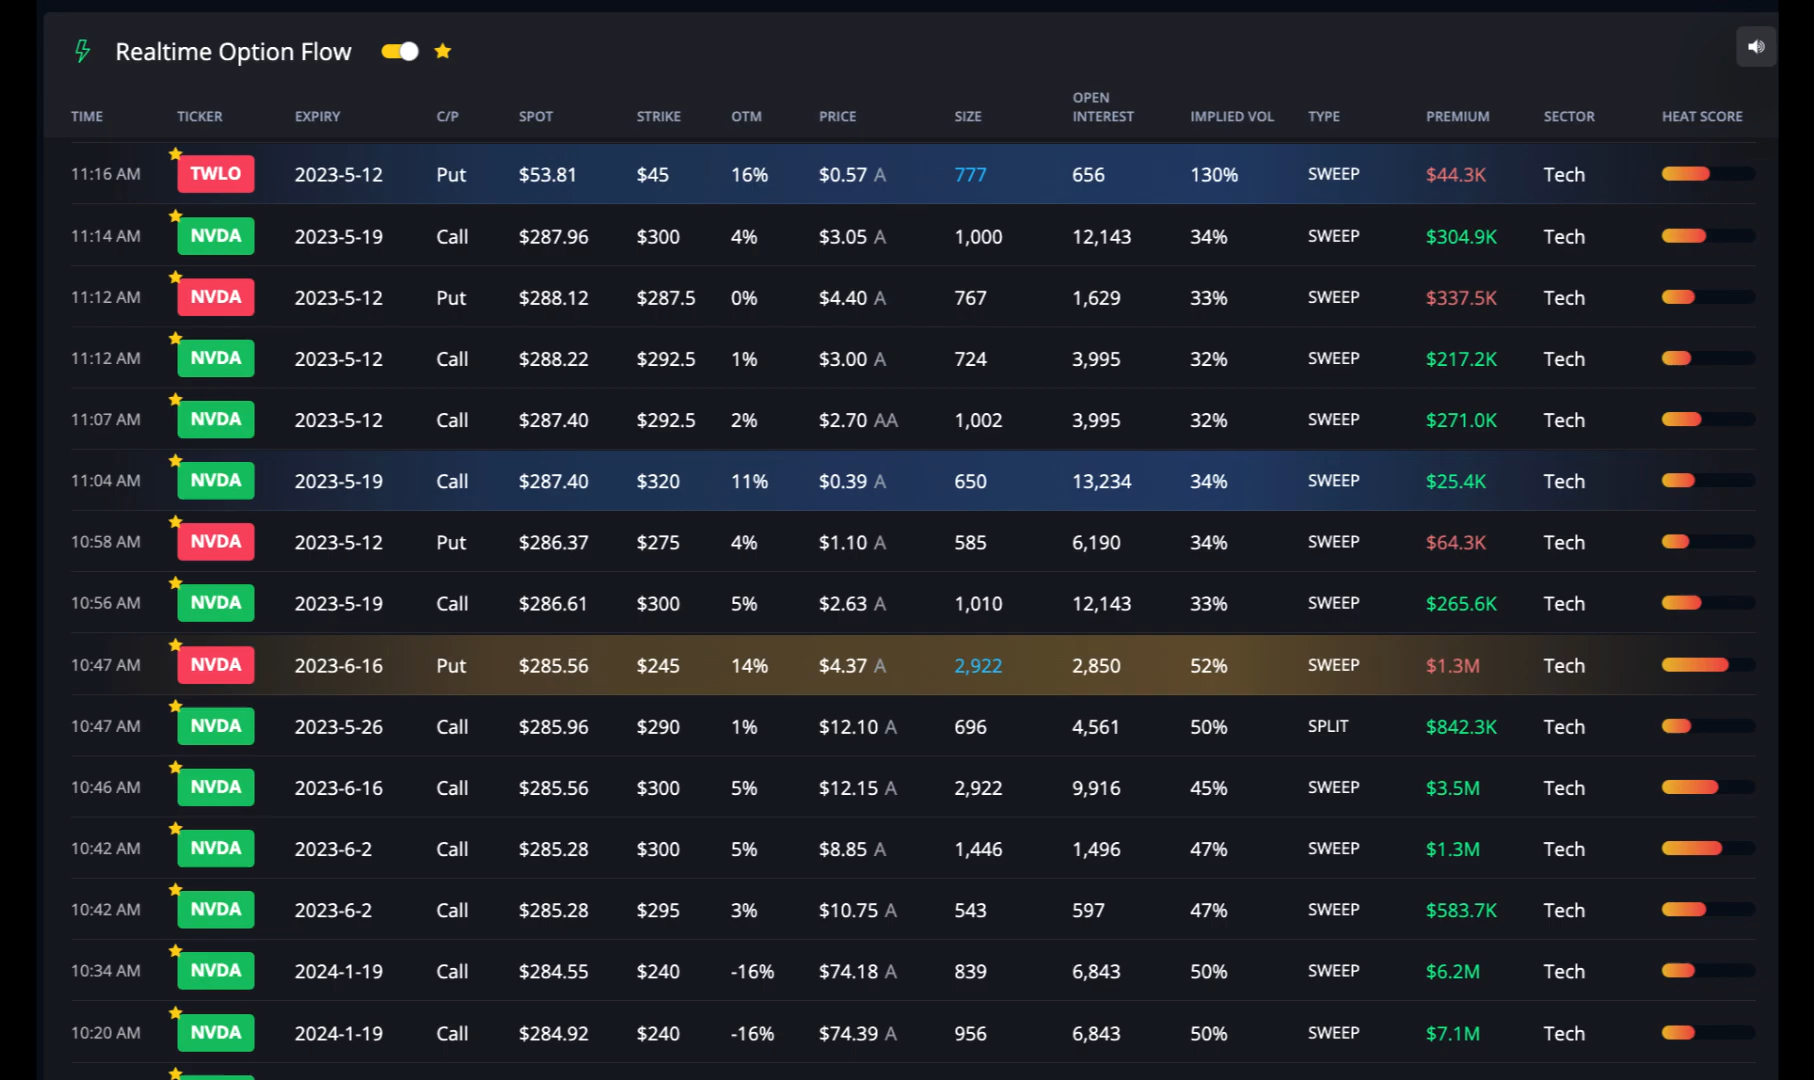 Realtime Option Flow
TIME TICKER EXPIRY C/P SPOT STRIKE OTM PRICE SIZE OPEN INTEREST IMPLIED VOL TYPE PREMIUM SECTOR HEAT SCORE
11:16 AM TWLO 2023-5-12 Put $53.81 $45 16% $0.57 A 777 656 130% SWEEP $44.3K Tech
11:14 AM NVDA 2023-5-19 Call $287.96 $300 4% $3.05 A 1,000 12,143 34% SWEEP $304.9K Tech
11:12 AM NVDA 2023-5-12 Put $288.12 $287.5 0% $4.40 A 767 1,629 33% SWEEP $337.5K Tech
11:12 AM NVDA 2023-5-12 Call $288.22 $292.5 1% $3.00 A 724 3,995 32% SWEEP $217.2K Tech
11:07 AM NVDA 2023-5-12 Call $287.40 $292.5 2% $2.70 AA 1,002 3,995 32% SWEEP $271.0K Tech
11:04 AM NVDA 2023-5-19 Call $287.40 $320 11% $0.39 A 650 13,234 34% SWEEP $25.4K Tech
10:58 AM NVDA 2023-5-12 Put $286.37 $275 4% $1.10 A 585 6,190 34% SWEEP $64.3K Tech
10:56 AM NVDA 2023-5-19 Call $286.61 $300 5% $2.63 A 1,010 12,143 33% SWEEP $265.6K Tech
10:47 AM NVDA 2023-6-16 Put $285.56 $245 14% $4.37 A 2,922 2,850 52% SWEEP $1.3M Tech
10:47 AM NVDA 2023-5-26 Call $285.96 $290 1% $12.10 A 696 4,561 50% SPLIT $842.3K Tech
10:46 AM NVDA 2023-6-16 Call $285.56 $300 5% $12.15 A 2,922 9,916 45% SWEEP $3.5M Tech
10:42 AM NVDA 2023-6-2 Call $285.28 $300 5% $8.85 A 1,446 1,496 47% SWEEP $1.3M Tech
10:42 AM NVDA 2023-6-2 Call $285.28 $295 3% $10.75 A 543 597 47% SWEEP $583.7K Tech
10:34 AM NVDA 2024-1-19 Call $284.55 $240 -16% $74.18 A 839 6,843 50% SWEEP $6.2M Tech
10:20 AM NVDA 2024-1-19 Call $284.92 $240 -16% $74.39 A 956 6,843 50% SWEEP $7.1M Tech